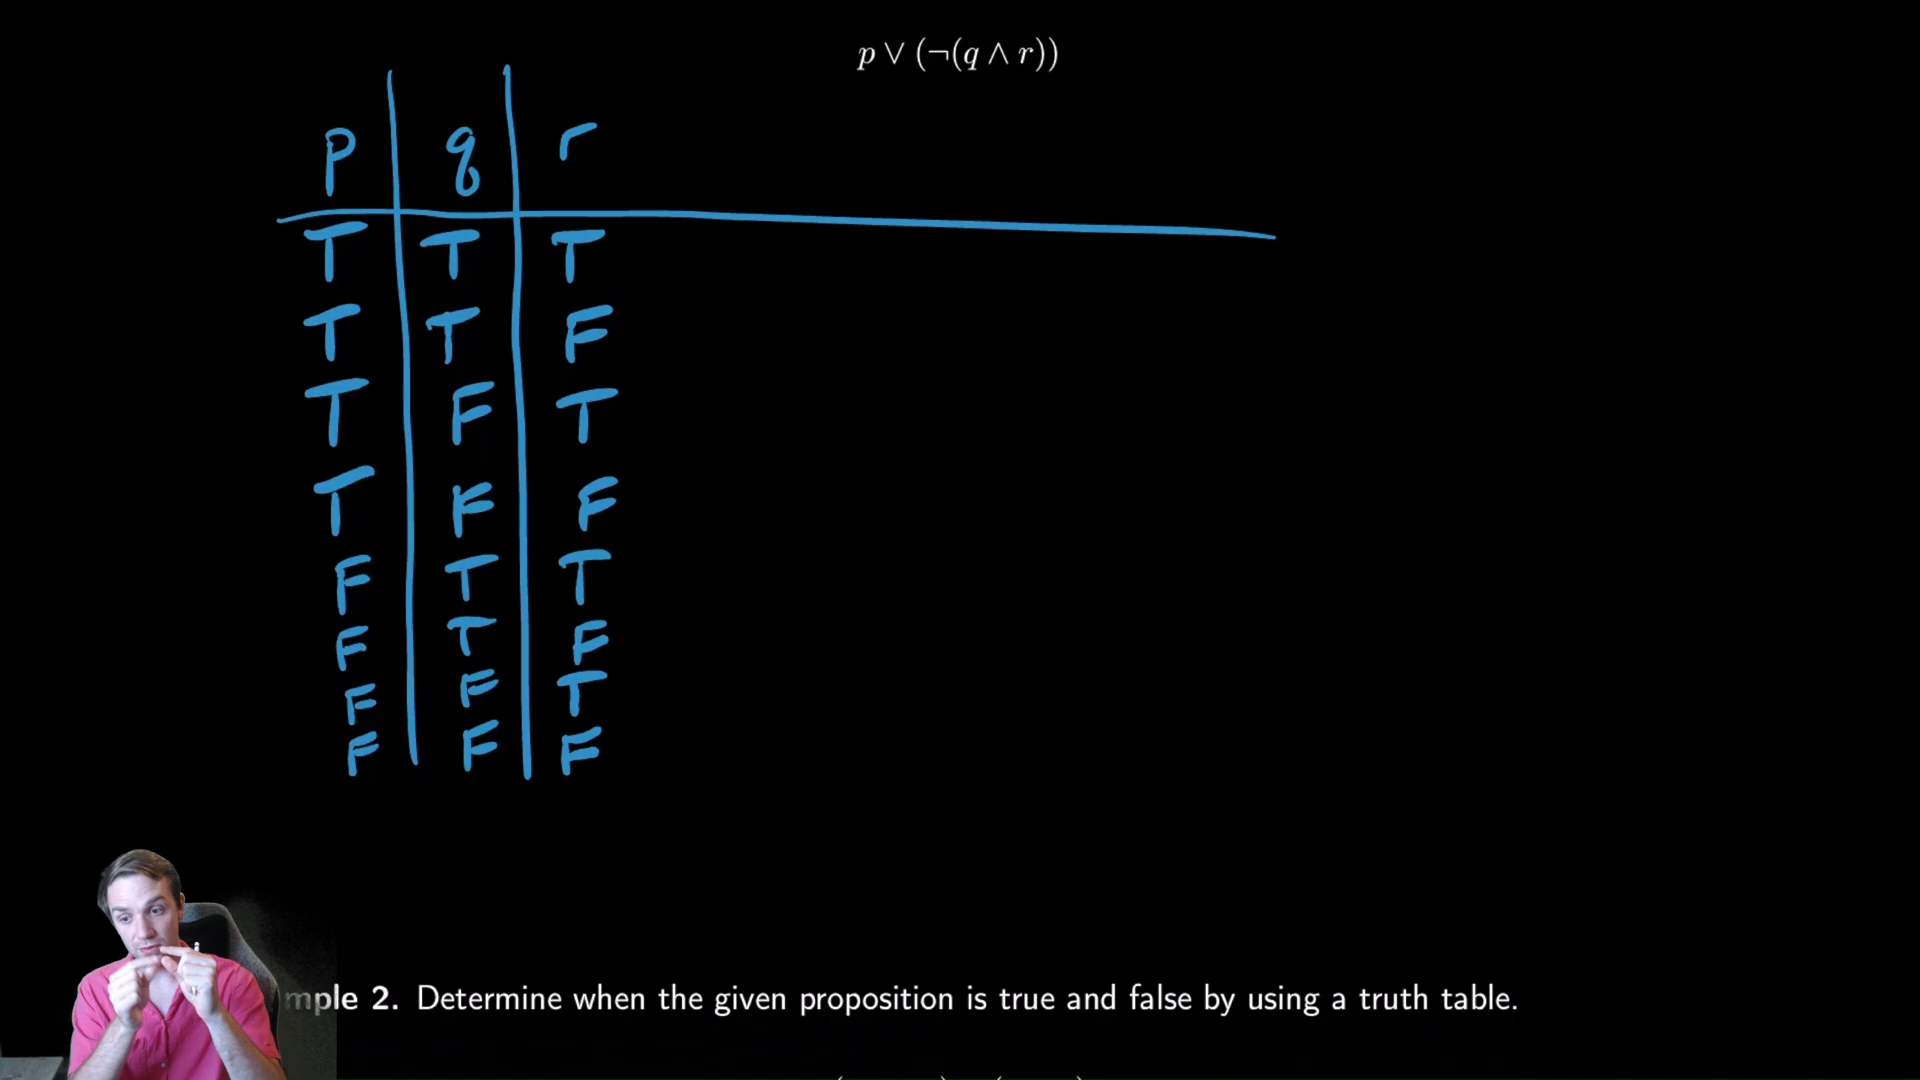 p ∨ (¬(q ∧ r))
p q r
T T T
T T F
T F T
T F F
F T T
F T F
F F T
F F F
mple 2. Determine when the given proposition is true and false by using a truth table.